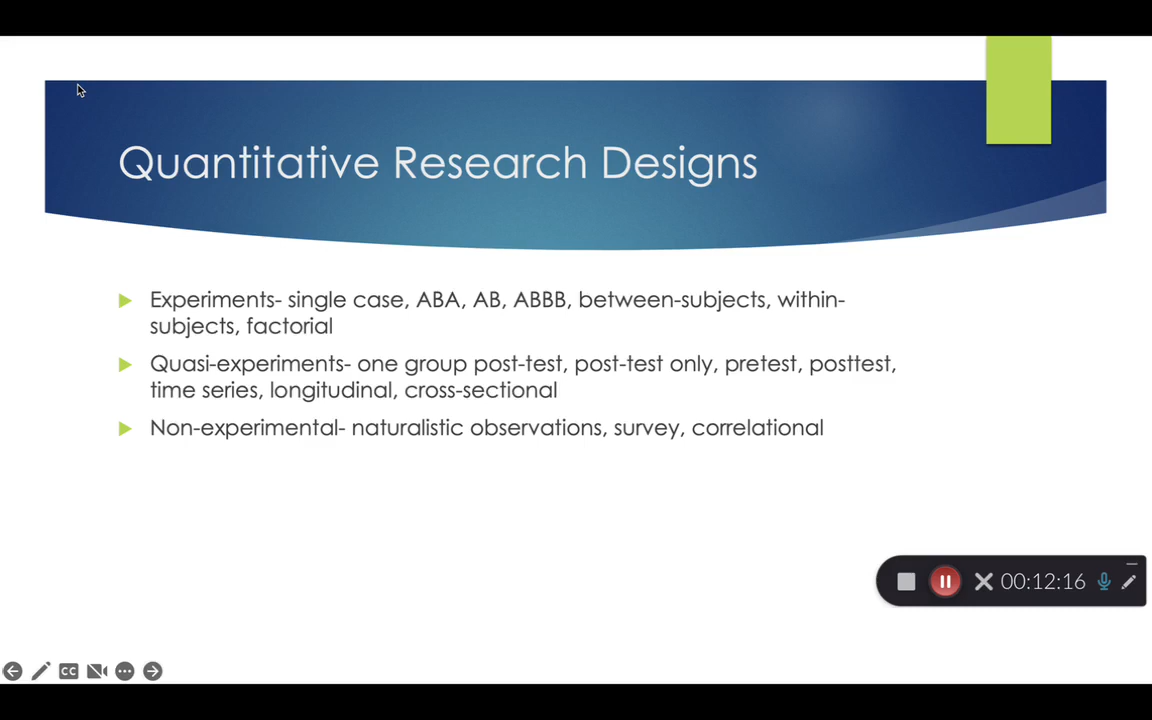 Quantitative Research Designs
Experiments- single case, ABA, AB, ABBB, between-subjects, within-
subjects, factorial
Quasi-experiments- one group post-test, post-test only, pretest, posttest,
time series, longitudinal, cross-sectional
Non-experimental- naturalistic observations, survey, correlational
00:12:16
CC